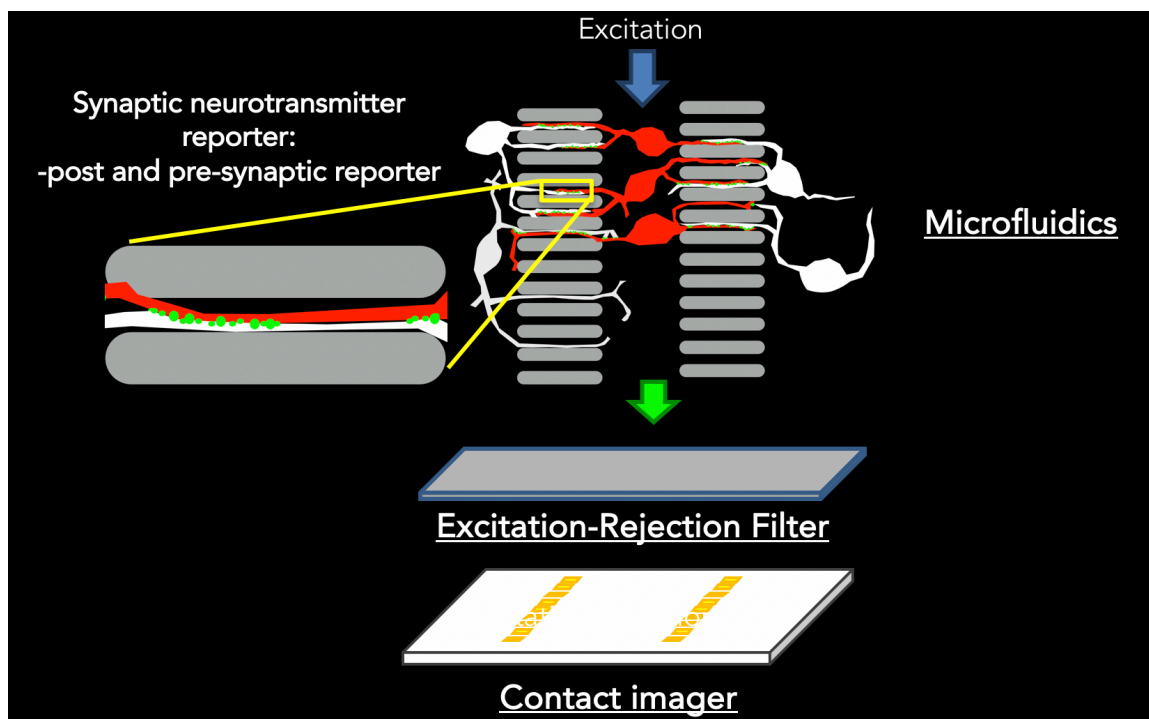 Excitation
Synaptic neurotransmitter
reporter:
-post and pre-synaptic reporter
Microfluidics
Excitation-Rejection Filter
Contact imager